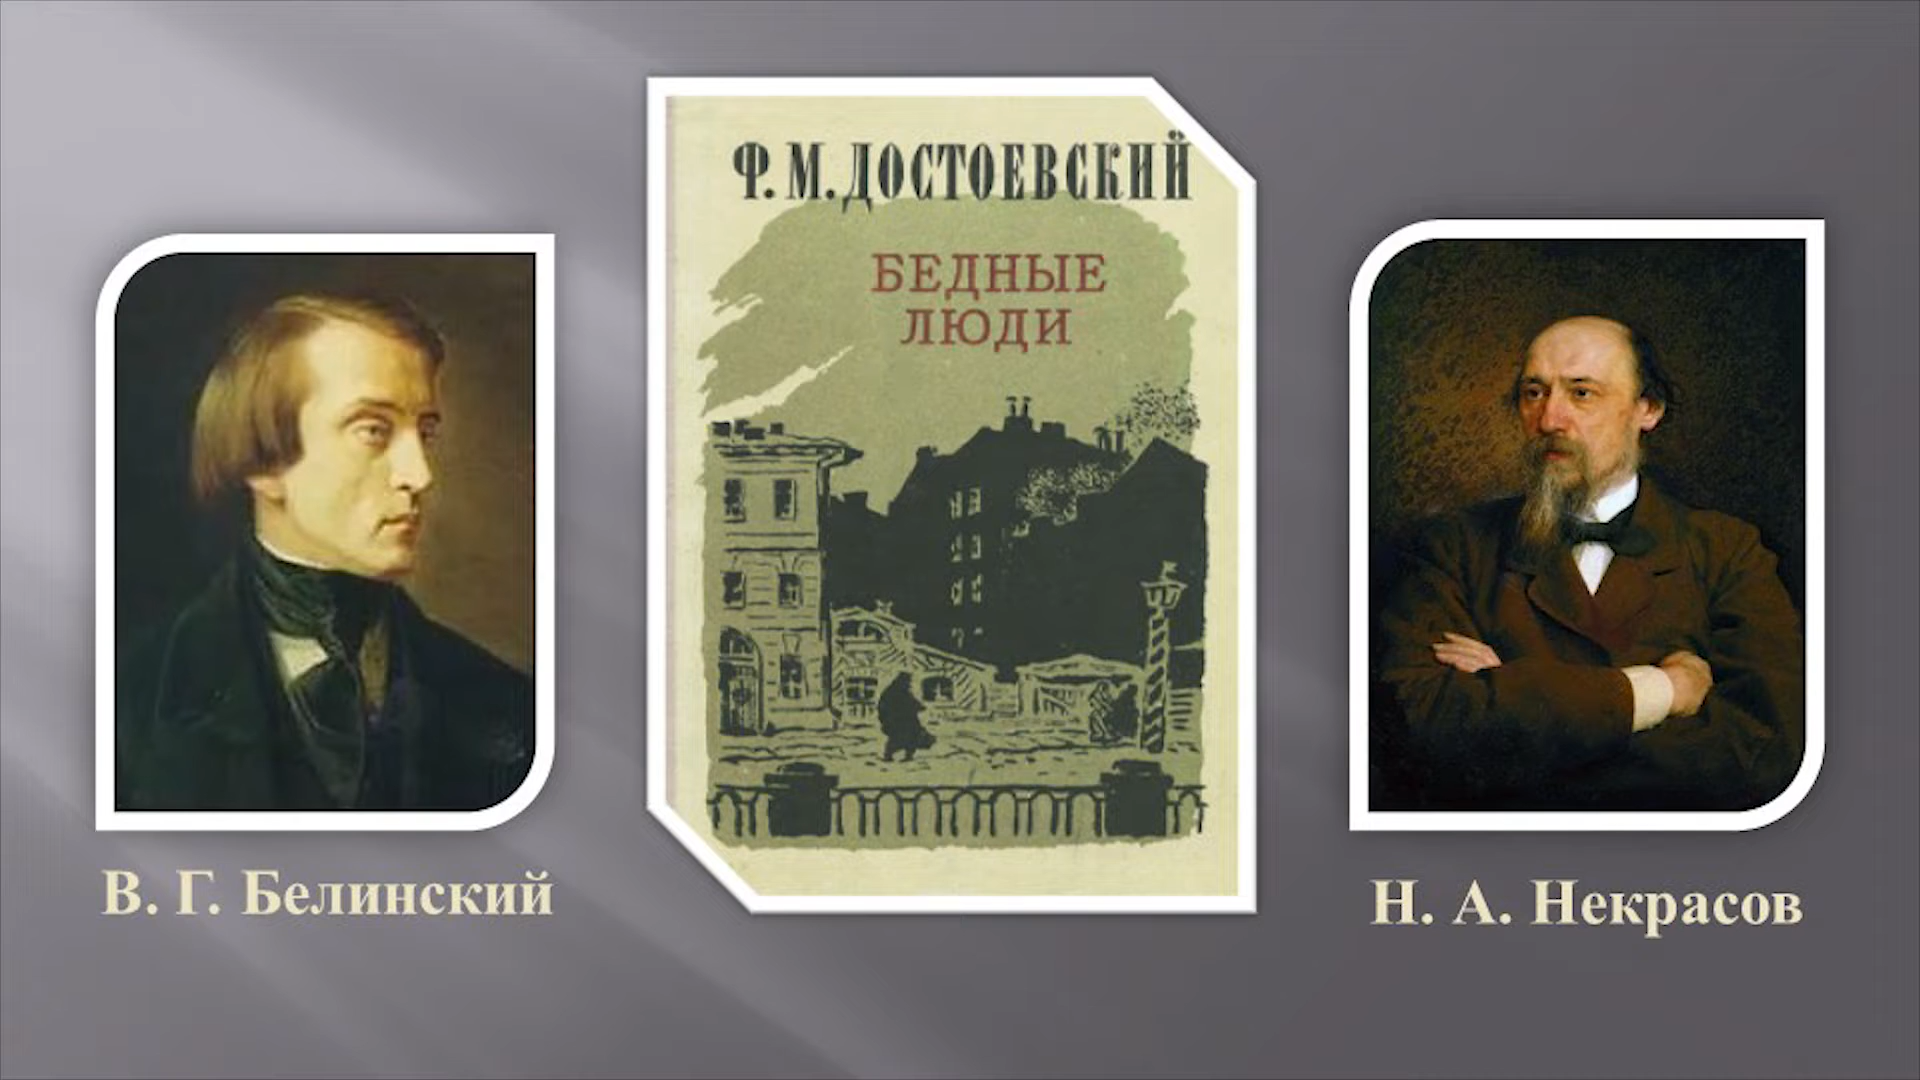 Ф. М. ДОСТОЕВСКИЙ
БЕДНЫЕ
ЛЮДИ
В. Г. Белинский
Н. А. Некрасов